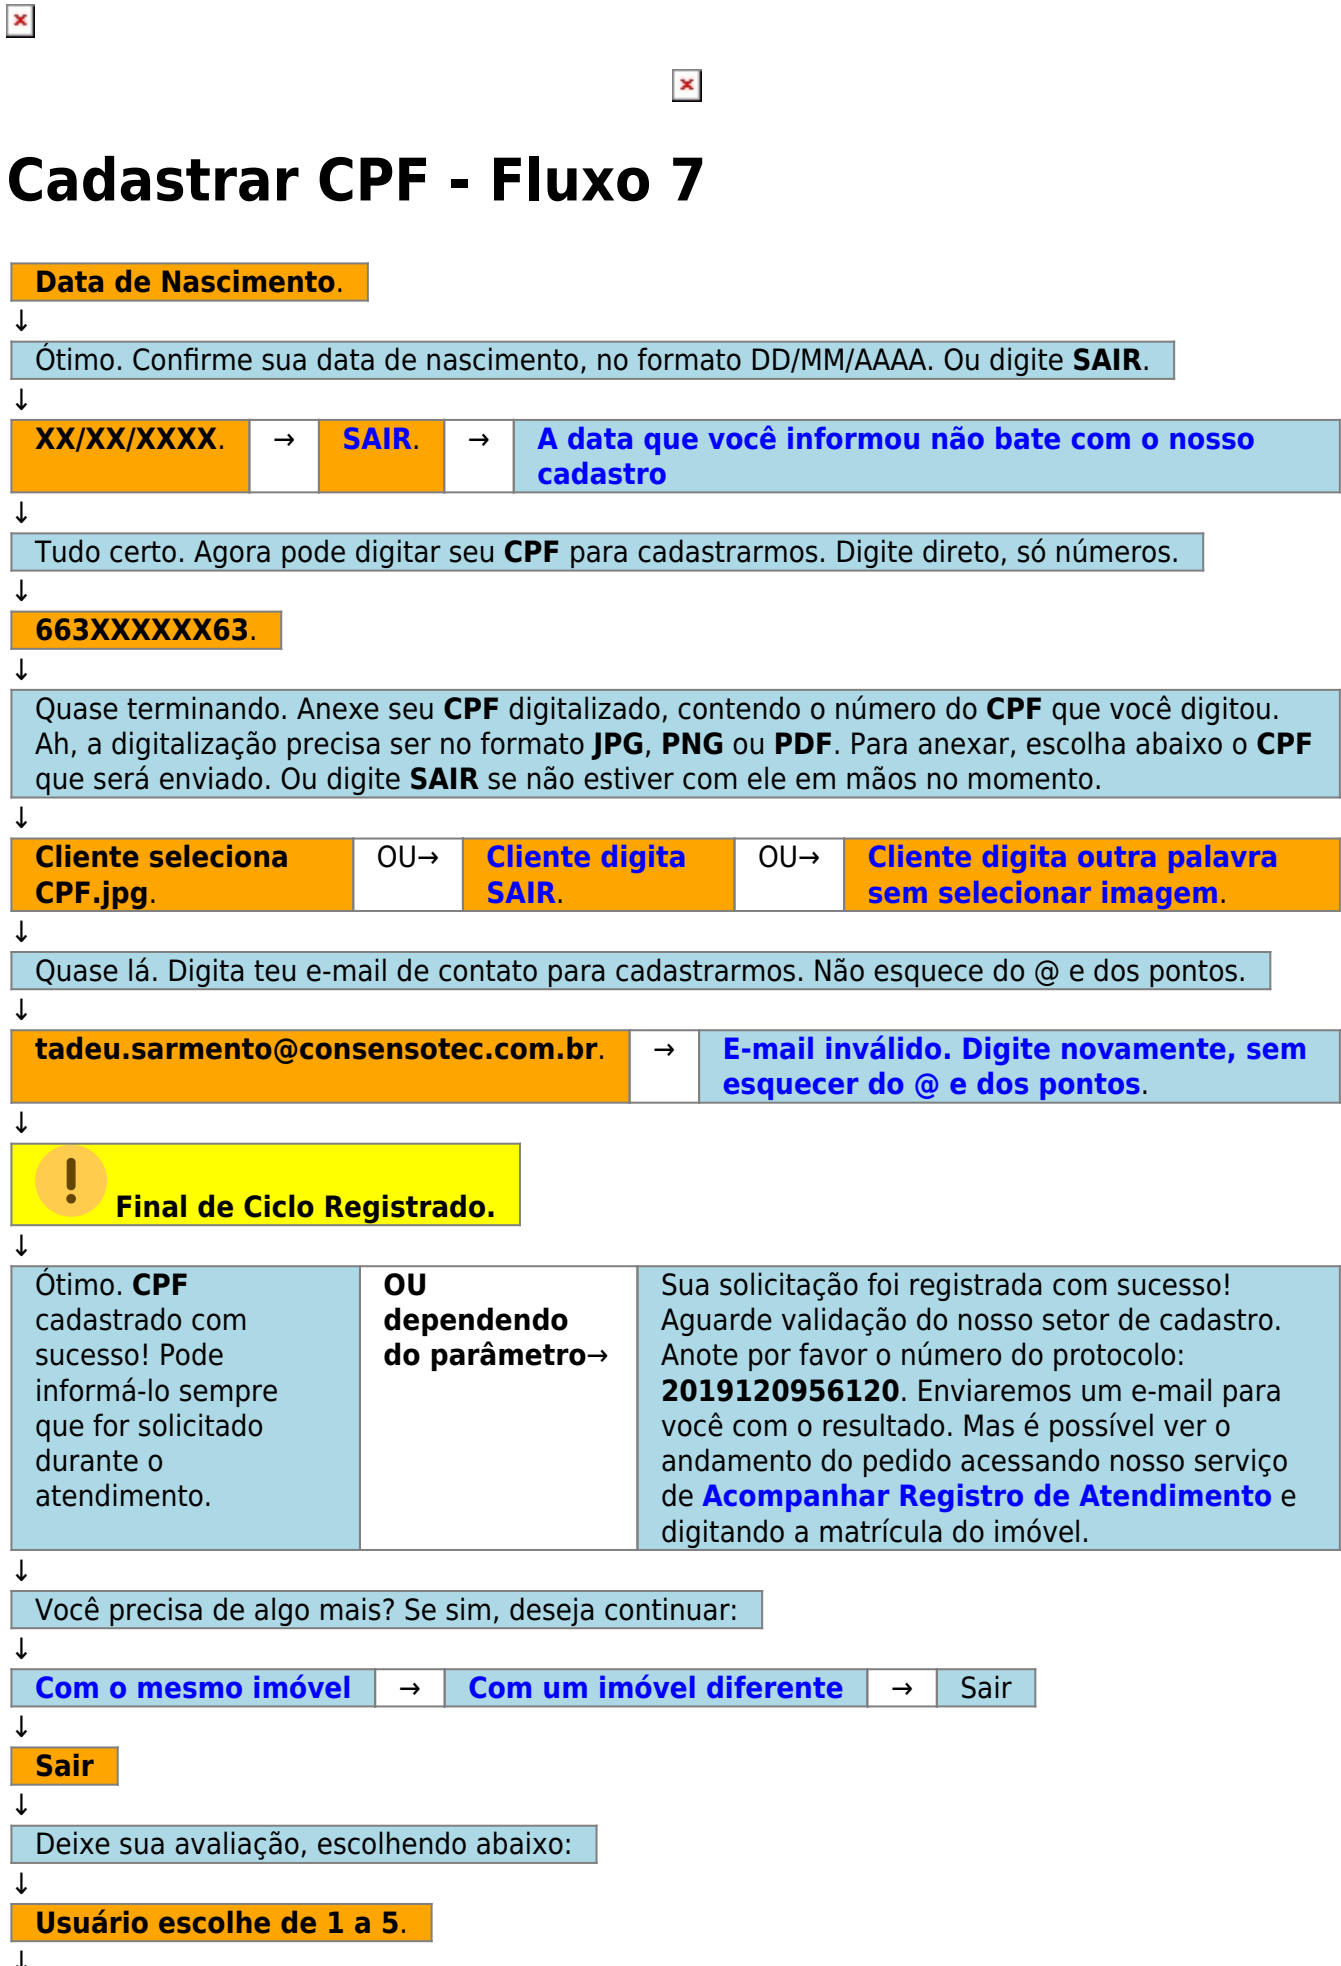 Cadastrar CPF - Fluxo 7
Data de Nascimento.
↓
Ótimo. Confirme sua data de nascimento, no formato DD/MM/AAAA. Ou digite SAIR.
↓
XX/XX/XXXX. → SAIR. → A data que você informou não bate com o nosso
cadastro
↓
Tudo certo. Agora pode digitar seu CPF para cadastrarmos. Digite direto, só números.
↓
663XXXXXX63.
↓
Quase terminando. Anexe seu CPF digitalizado, contendo o número do CPF que você digitou.
Ah, a digitalização precisa ser no formato JPG, PNG ou PDF. Para anexar, escolha abaixo o CPF
que será enviado. Ou digite SAIR se não estiver com ele em mãos no momento.
↓
Cliente seleciona
CPF.jpg.
OU→
Cliente digita
SAIR.
OU→
Cliente digita outra palavra
sem selecionar imagem.
↓
Quase lá. Digita teu e-mail de contato para cadastrarmos. Não esquece do @ e dos pontos.
↓
tadeu.sarmento@consensotec.com.br.
→
E-mail inválido. Digite novamente, sem
esquecer do @ e dos pontos.
↓
Final de Ciclo Registrado.
↓
Ótimo. CPF
cadastrado com
sucesso! Pode
informá-lo sempre
que for solicitado
durante o
atendimento.
OU
dependendo
do parâmetro→
Sua solicitação foi registrada com sucesso!
Aguarde validação do nosso setor de cadastro.
Anote por favor o número do protocolo:
2019120956120. Enviaremos um e-mail para
você com o resultado. Mas é possível ver o
andamento do pedido acessando nosso serviço
de Acompanhar Registro de Atendimento e
digitando a matrícula do imóvel.
↓
Você precisa de algo mais? Se sim, deseja continuar:
↓
Com o mesmo imóvel → Com um imóvel diferente → Sair
↓
Sair
↓
Deixe sua avaliação, escolhendo abaixo:
↓
Usuário escolhe de 1 a 5.
↓